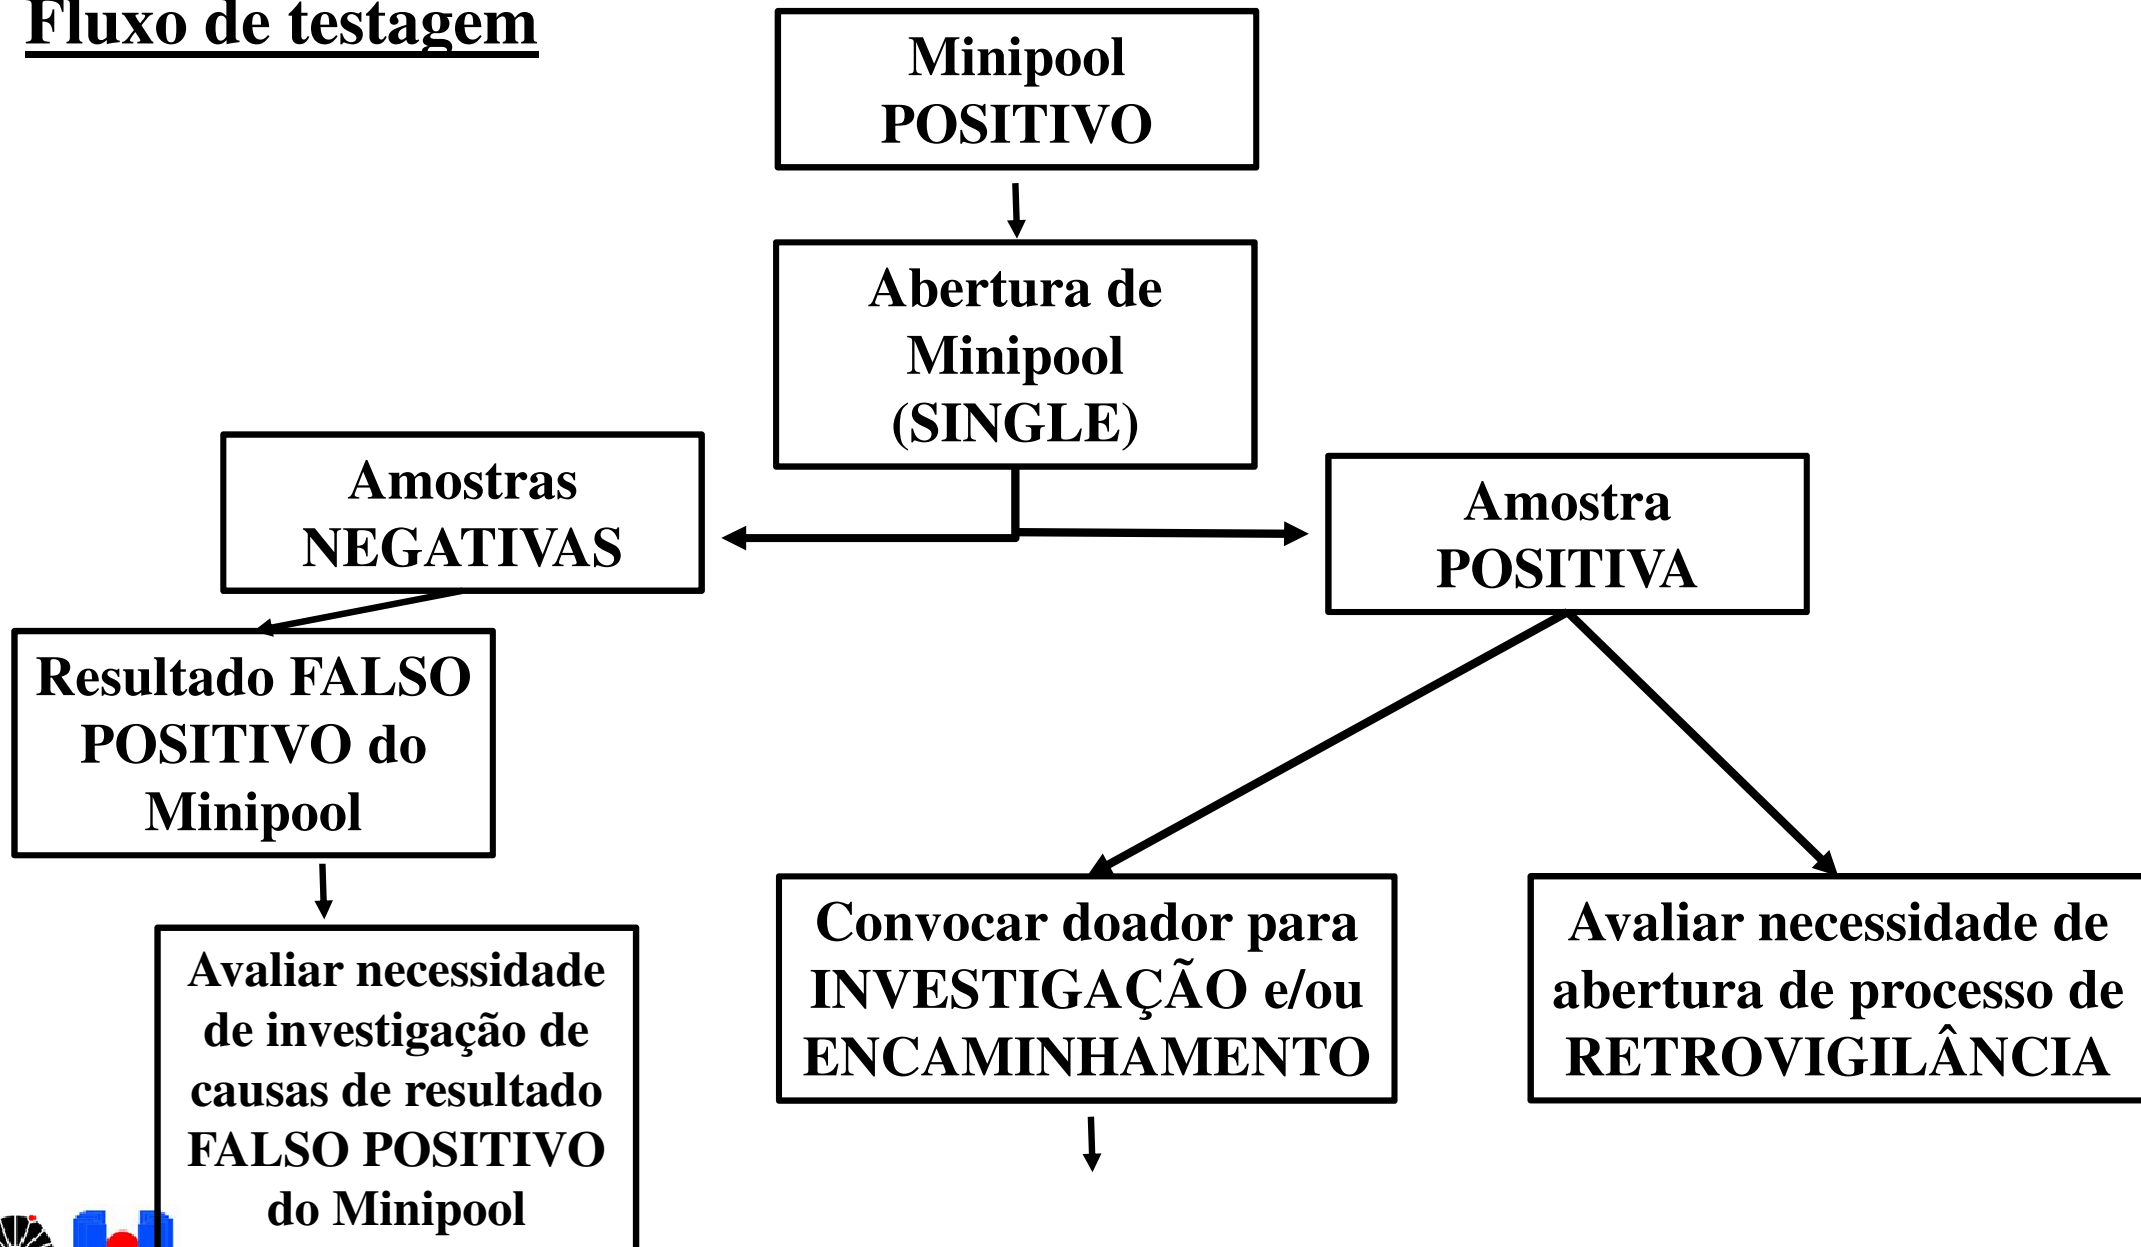 Fluxo de testagem
Minipool
POSITIVO
Abertura de
Minipool
(SINGLE)
Amostras
NEGATIVAS
Amostra
POSITIVA
Resultado FALSO
POSITIVO do
Minipool
Avaliar necessidade
de investigação de
causas de resultado
FALSO POSITIVO
do Minipool
Convocar doador para
INVESTIGAÇÃO e/ou
ENCAMINHAMENTO
Avaliar necessidade de
abertura de processo de
RETROVIGILÂNCIA